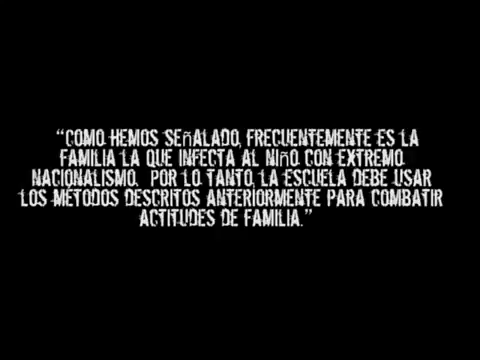 “COMO HEMOS SEÑALADO, FRECUENTEMENTE ES LA
FAMILIA LA QUE INFECTA AL NIÑO CON EXTREMO
NACIONALISMO. POR LO TANTO, LA ESCUELA DEBE USAR
LOS METODOS DESCRITOS ANTERIORMENTE PARA COMBATIR
ACTITUDES DE FAMILIA.”